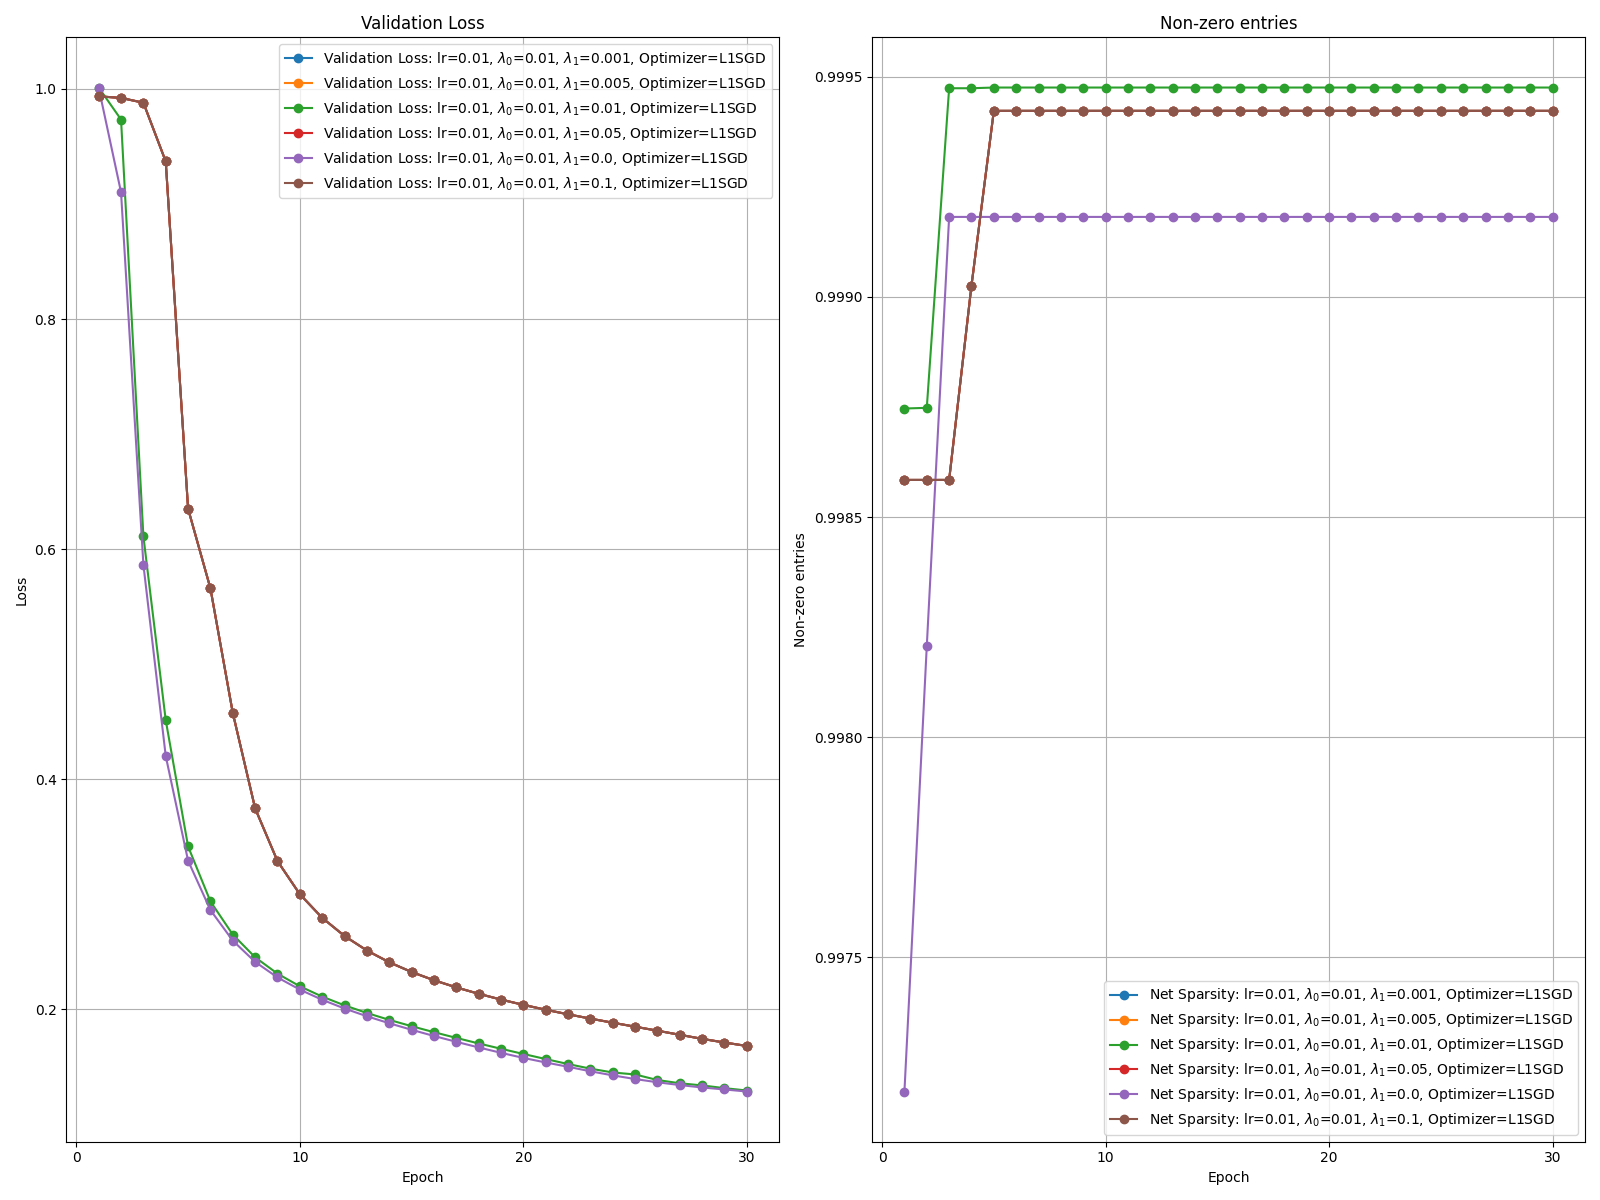 Validation Loss
Validation Loss: lr=0.01, λ₀=0.01, λ₁=0.001, Optimizer=L1SGD
Validation Loss: lr=0.01, λ₀=0.01, λ₁=0.005, Optimizer=L1SGD
Validation Loss: lr=0.01, λ₀=0.01, λ₁=0.01, Optimizer=L1SGD
Validation Loss: lr=0.01, λ₀=0.01, λ₁=0.05, Optimizer=L1SGD
Validation Loss: lr=0.01, λ₀=0.01, λ₁=0.0, Optimizer=L1SGD
Validation Loss: lr=0.01, λ₀=0.01, λ₁=0.1, Optimizer=L1SGD
1.0
0.8
0.6
0.4
0.2
Loss
0
10
20
30
Epoch
Non-zero entries
0.9995
0.9990
0.9985
0.9980
0.9975
Non-zero entries
Net Sparsity: lr=0.01, λ₀=0.01, λ₁=0.001, Optimizer=L1SGD
Net Sparsity: lr=0.01, λ₀=0.01, λ₁=0.005, Optimizer=L1SGD
Net Sparsity: lr=0.01, λ₀=0.01, λ₁=0.01, Optimizer=L1SGD
Net Sparsity: lr=0.01, λ₀=0.01, λ₁=0.05, Optimizer=L1SGD
Net Sparsity: lr=0.01, λ₀=0.01, λ₁=0.0, Optimizer=L1SGD
Net Sparsity: lr=0.01, λ₀=0.01, λ₁=0.1, Optimizer=L1SGD
0
10
20
30
Epoch